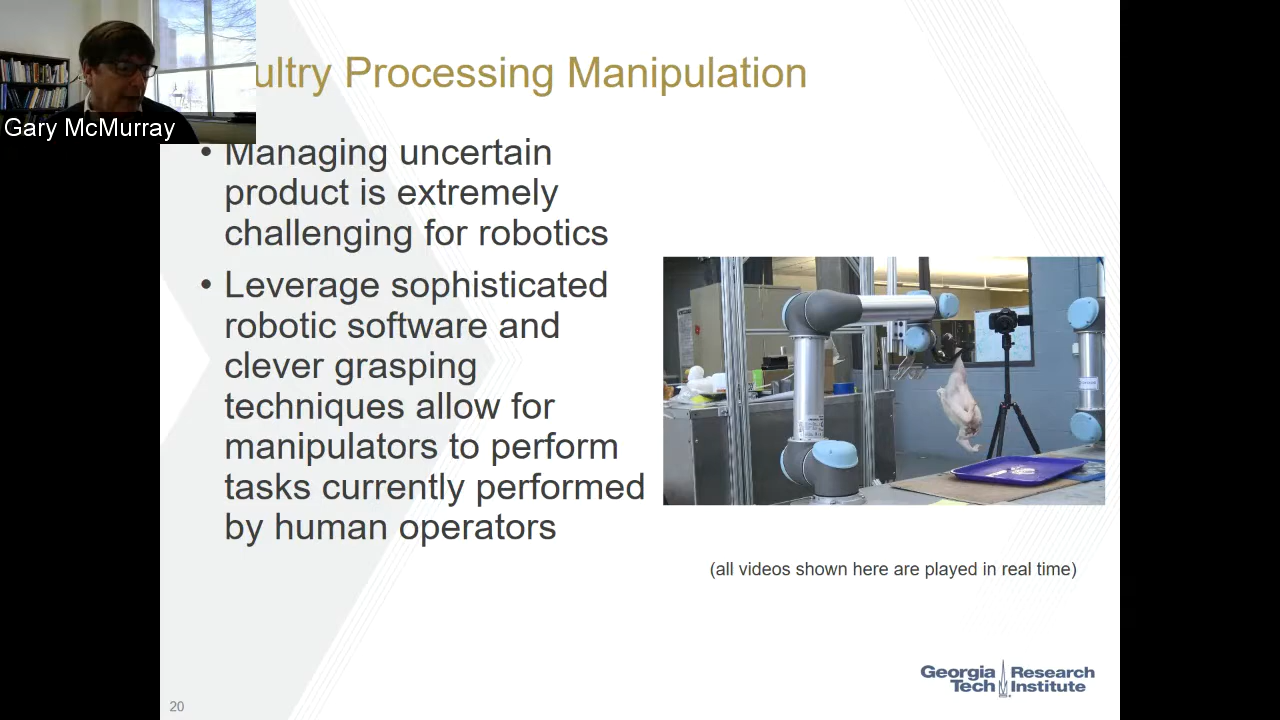 ultry Processing Manipulation
Gary McMurray
• Managing uncertain
product is extremely
challenging for robotics
• Leverage sophisticated
robotic software and
clever grasping
techniques allow for
manipulators to perform
tasks currently performed
by human operators
(all videos shown here are played in real time)
Georgia Research
Tech Institute
20